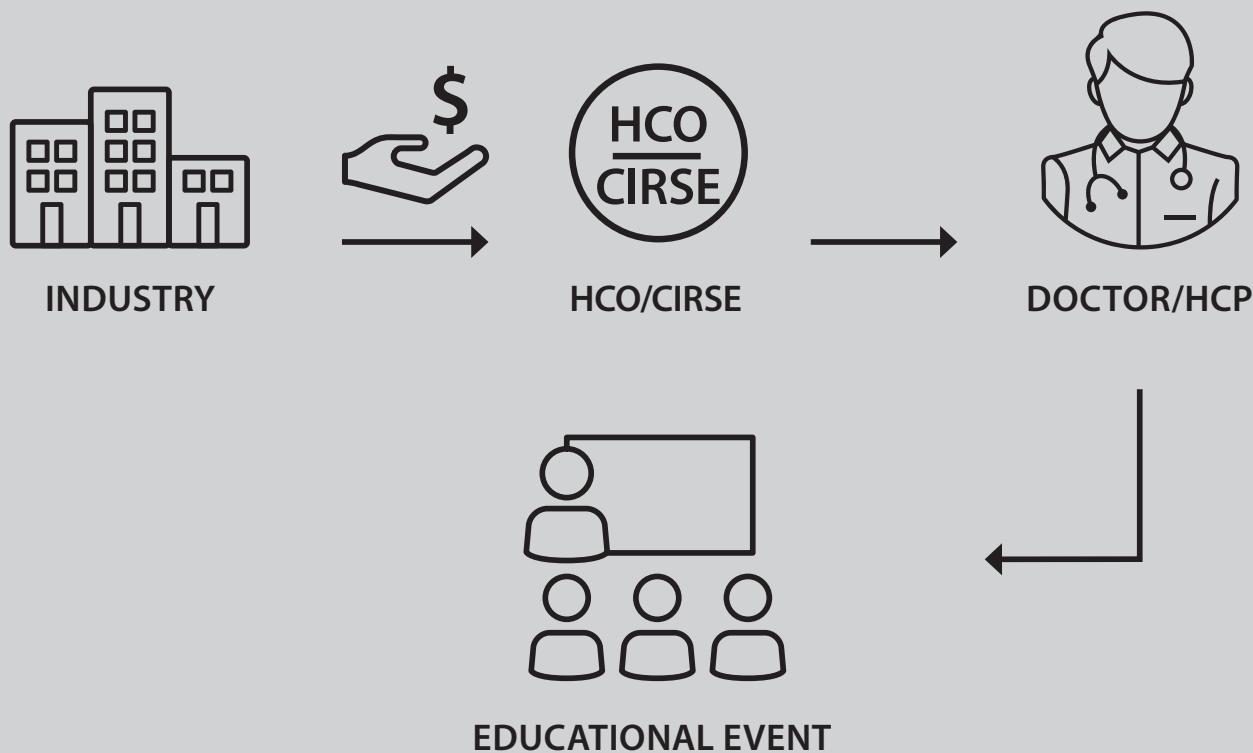 $
HCO
CIRSE
INDUSTRY
HCO/CIRSE
DOCTOR/HCP
EDUCATIONAL EVENT